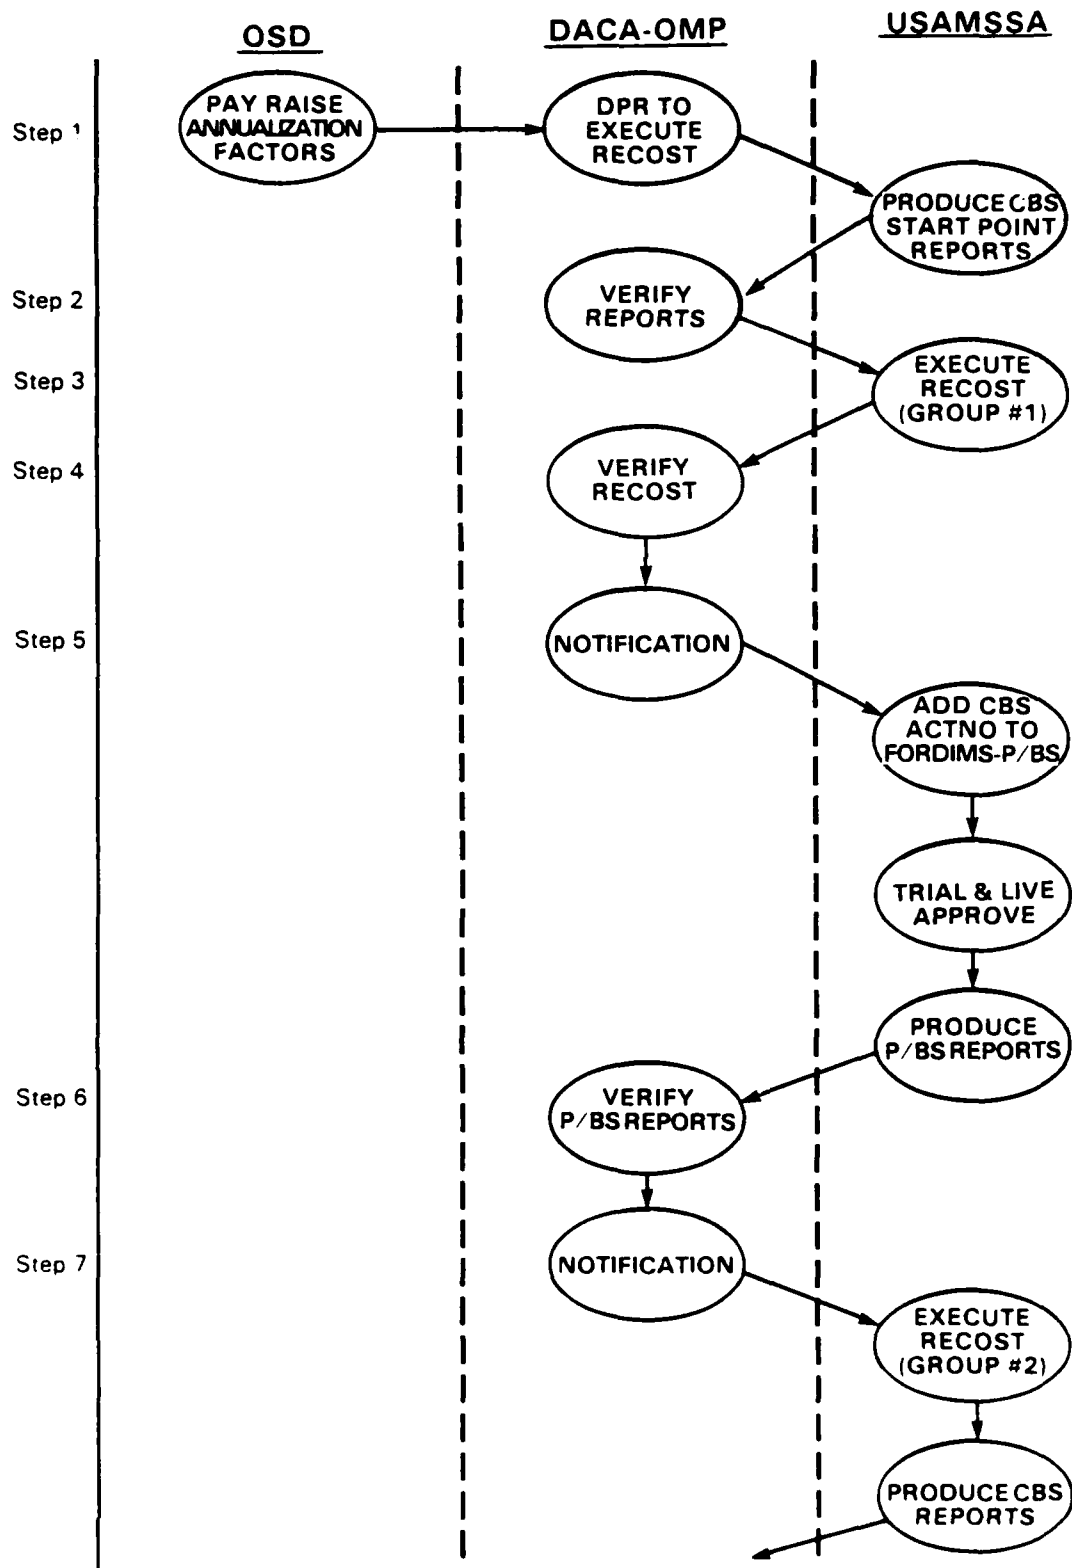 OSD
DACA-OMP
USAMSSA
Step 1
PAY RAISE
ANNUALIZATION
FACTORS
DPR TO
EXECUTE
RECOST
PRODUCE CBS
START POINT
REPORTS
Step 2
VERIFY
REPORTS
Step 3
EXECUTE
RECOST
(GROUP #1)
Step 4
VERIFY
RECOST
Step 5
NOTIFICATION
ADD CBS
ACTNO TO
FORDIMS-P/BS
TRIAL & LIVE
APPROVE
PRODUCE
P/BS REPORTS
Step 6
VERIFY
P/BS REPORTS
Step 7
NOTIFICATION
EXECUTE
RECOST
(GROUP #2)
PRODUCE CBS
REPORTS